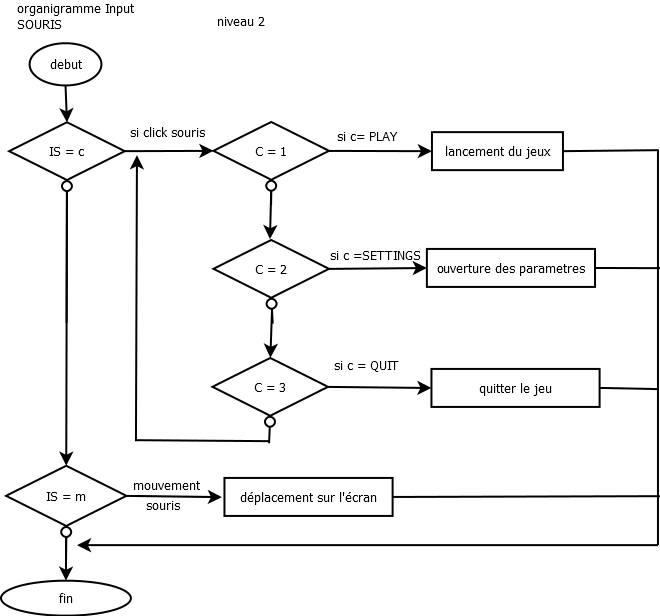 organigramme Input
SOURIS
niveau 2
debut
IS = c
si click souris
C = 1
si c= PLAY
lancement du jeux
C = 2
si c =SETTINGS
ouverture des parametres
C = 3
si c = QUIT
quitter le jeu
IS = m
mouvement
souris
déplacement sur l'écran
fin